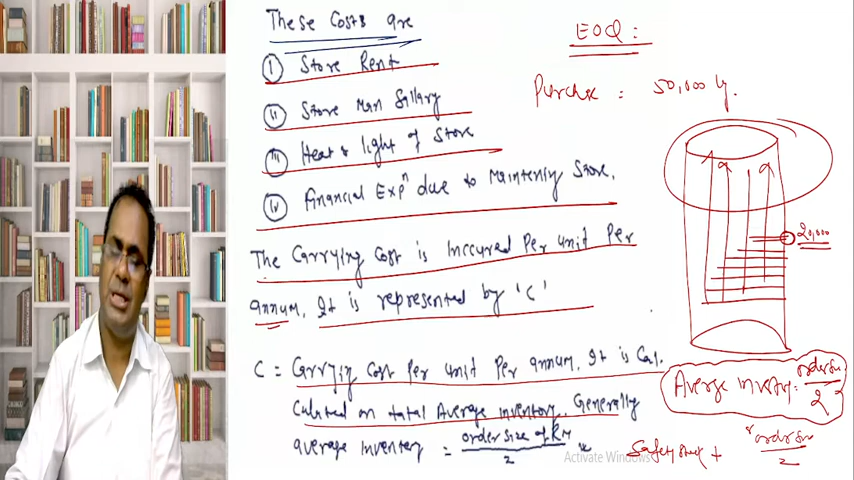 These Costs are
(I) Store Rent
(II) Store Man Sallary
(III) Heat & light of Store
(IV) Financial Expn due to Maintening Store.
The Carrying Cost is Inccured Per unit Per
annum. It is represented by 'C'
C = Carrying Cost Per unit Per annum. It is Cal.
Culated on total Average inventory. Generally
average inventory = order size of RM
2
EOQ :
Purchase : 50,000 kg.
20,000
Average Inventory = order size
2
Safety stock + order size
2
Activate Windows